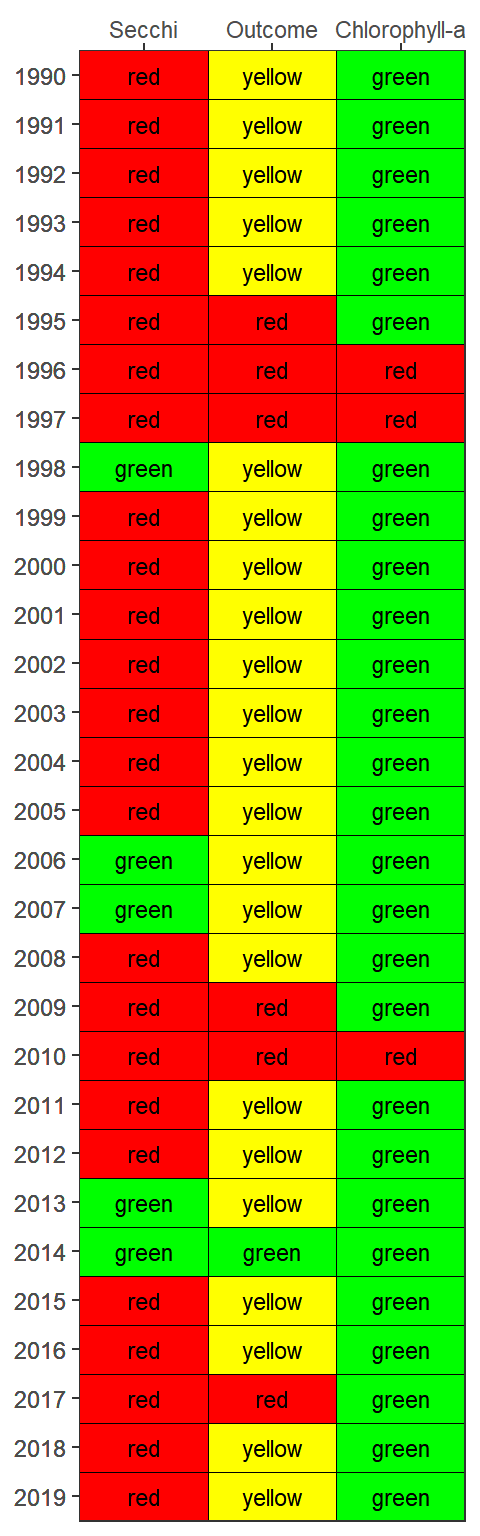 Secchi Outcome Chlorophyll-a
1990 red yellow green
1991 red yellow green
1992 red yellow green
1993 red yellow green
1994 red yellow green
1995 red red green
1996 red red red
1997 red red red
1998 green yellow green
1999 red yellow green
2000 red yellow green
2001 red yellow green
2002 red yellow green
2003 red yellow green
2004 red yellow green
2005 red yellow green
2006 green yellow green
2007 green yellow green
2008 red yellow green
2009 red red green
2010 red red red
2011 red yellow green
2012 red yellow green
2013 green yellow green
2014 green green green
2015 red yellow green
2016 red yellow green
2017 red red green
2018 red yellow green
2019 red yellow green